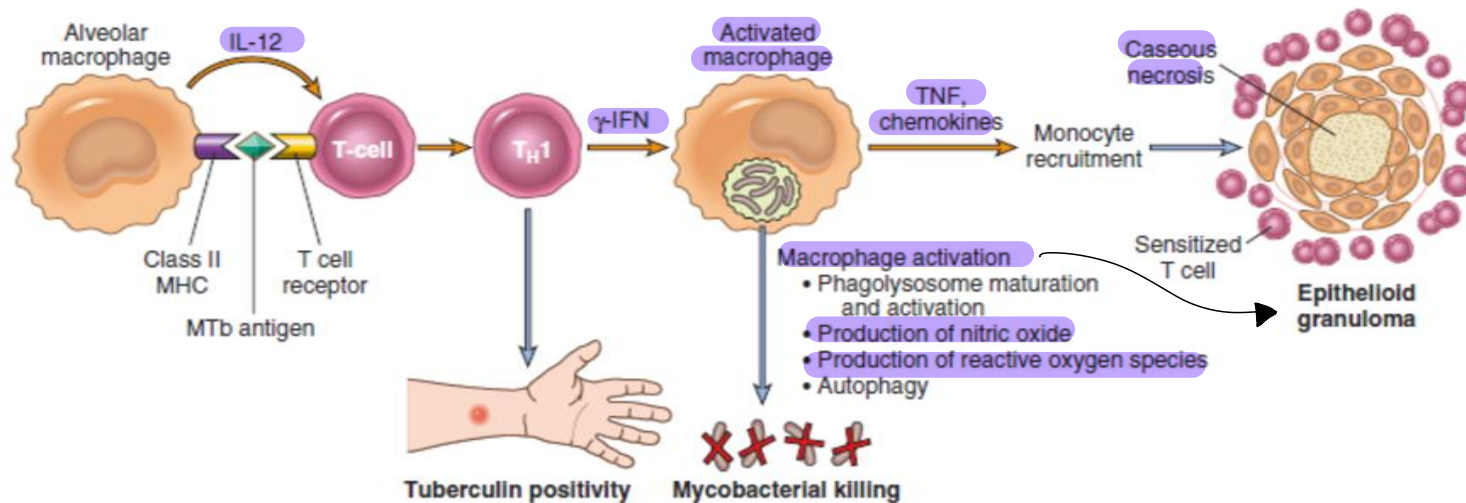 Alveolar
macrophage
IL-12
Class II
MHC
MTb antigen
T cell
receptor
T-cell
TH1
γ-IFN
Activated
macrophage
TNF,
chemokines
Monocyte
recruitment
Caseous
necrosis
Sensitized
T cell
Epithelioid
granuloma
Macrophage activation
• Phagolysosome maturation
and activation
• Production of nitric oxide
• Production of reactive oxygen species
• Autophagy
Tuberculin positivity
Mycobacterial killing